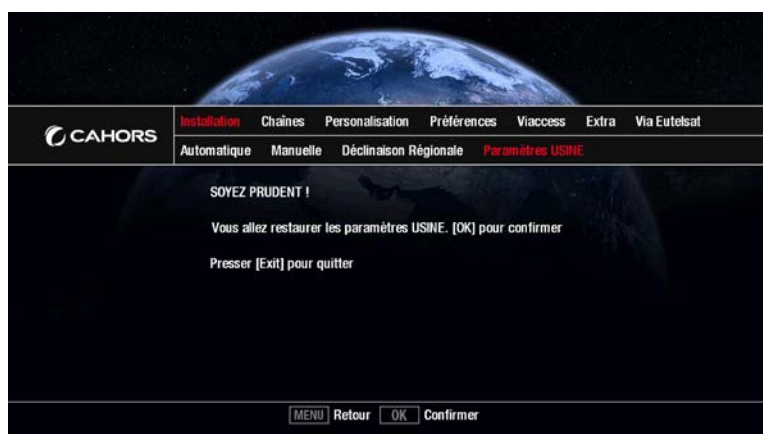 CAHORS
Installation Chaînes Personalisation Préférences Viaccess Extra Via Eutelsat
Automatique Manuelle Déclinaison Régionale Paramètres USINE
SOYEZ PRUDENT !
Vous allez restaurer les paramètres USINE. [OK] pour confirmer
Presser [Exit] pour quitter
MENU Retour OK Confirmer